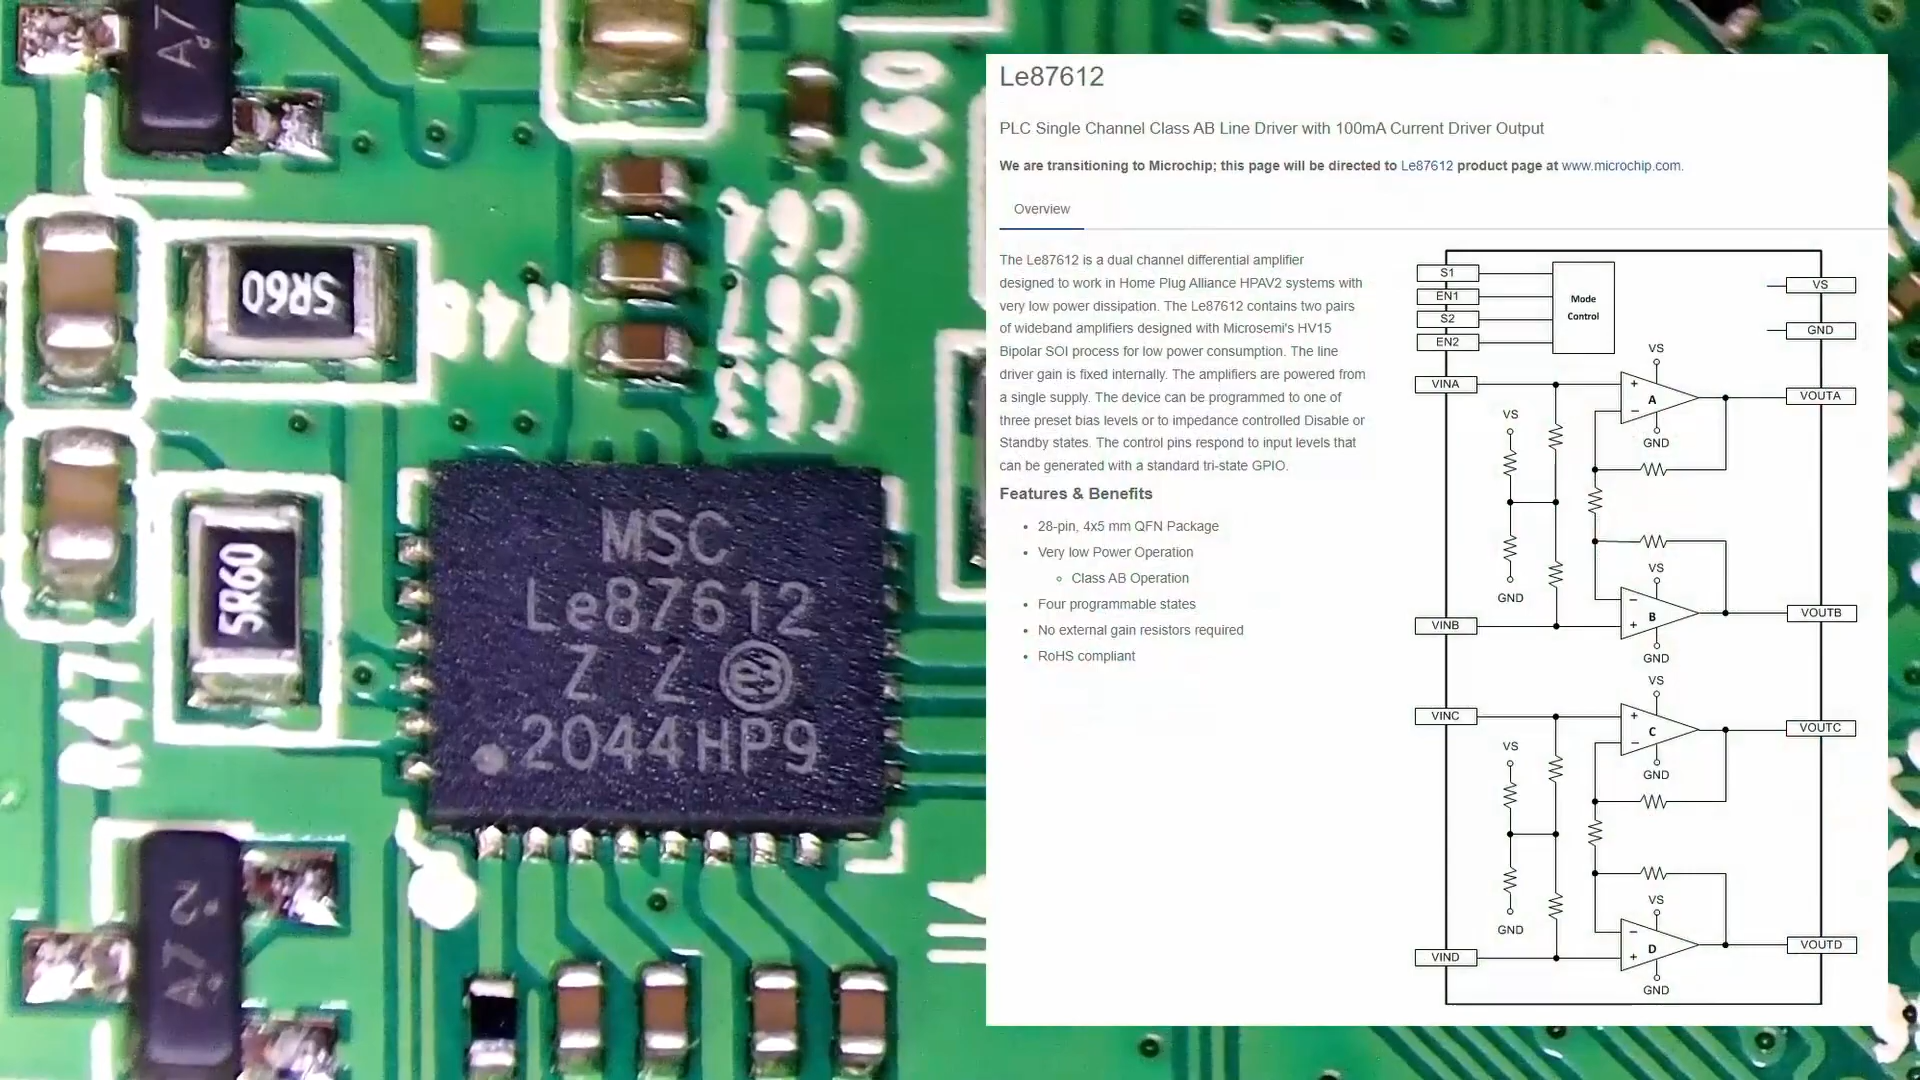 A7
C60
5R60
R48
C64
C67
C63
5R60
R47
MSC
Le87612
Z Z e3
2044HP9
A72
Le87612
PLC Single Channel Class AB Line Driver with 100mA Current Driver Output
We are transitioning to Microchip; this page will be directed to Le87612 product page at www.microchip.com.
Overview
The Le87612 is a dual channel differential amplifier
designed to work in Home Plug Alliance HPAV2 systems with
very low power dissipation. The Le87612 contains two pairs
of wideband amplifiers designed with Microsemi's HV15
Bipolar SOI process for low power consumption. The line
driver gain is fixed internally. The amplifiers are powered from
a single supply. The device can be programmed to one of
three preset bias levels or to impedance controlled Disable or
Standby states. The control pins respond to input levels that
can be generated with a standard tri-state GPIO.
Features & Benefits
28-pin, 4x5 mm QFN Package
Very low Power Operation
Class AB Operation
Four programmable states
No external gain resistors required
RoHS compliant
S1
EN1
S2
EN2
Mode
Control
VS
GND
VINA
VS
+
A
−
GND
VOUTA
VS
GND
VS
−
B
+
GND
VINB
VOUTB
VINC
VS
+
C
−
GND
VOUTC
VS
GND
VS
−
D
+
GND
VIND
VOUTD